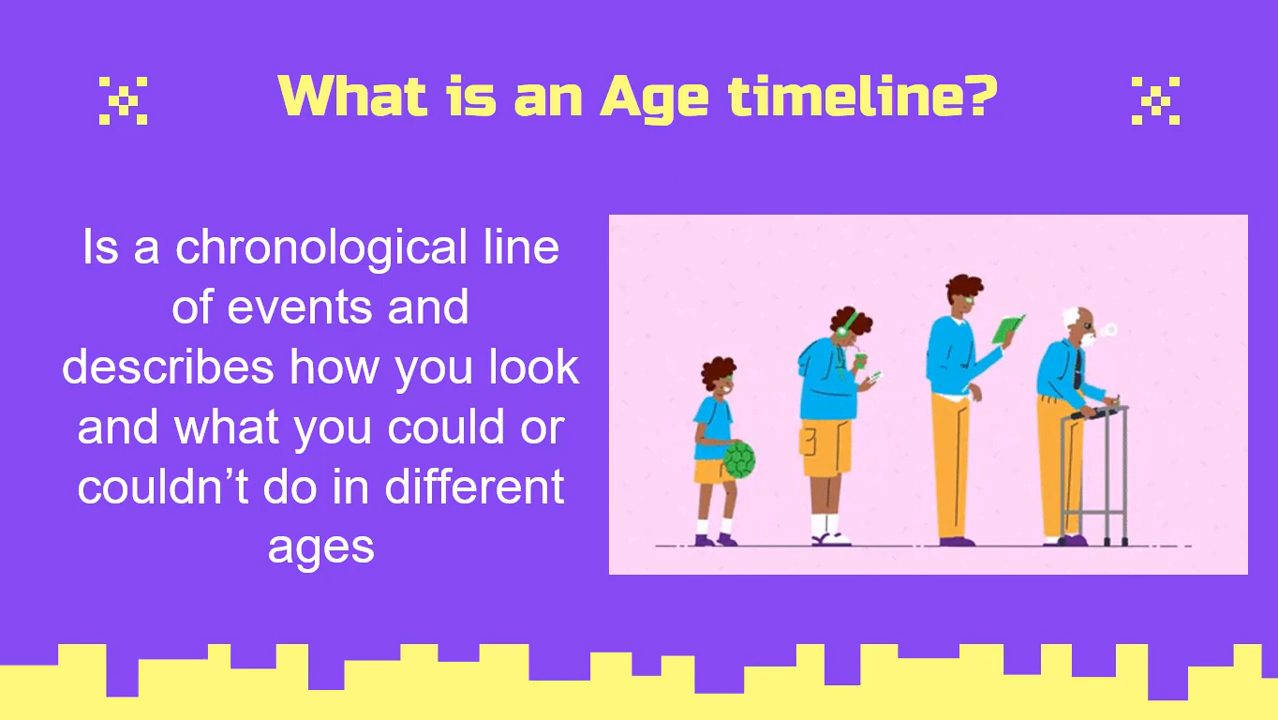 What is an Age timeline?
Is a chronological line
of events and
describes how you look
and what you could or
couldn’t do in different
ages